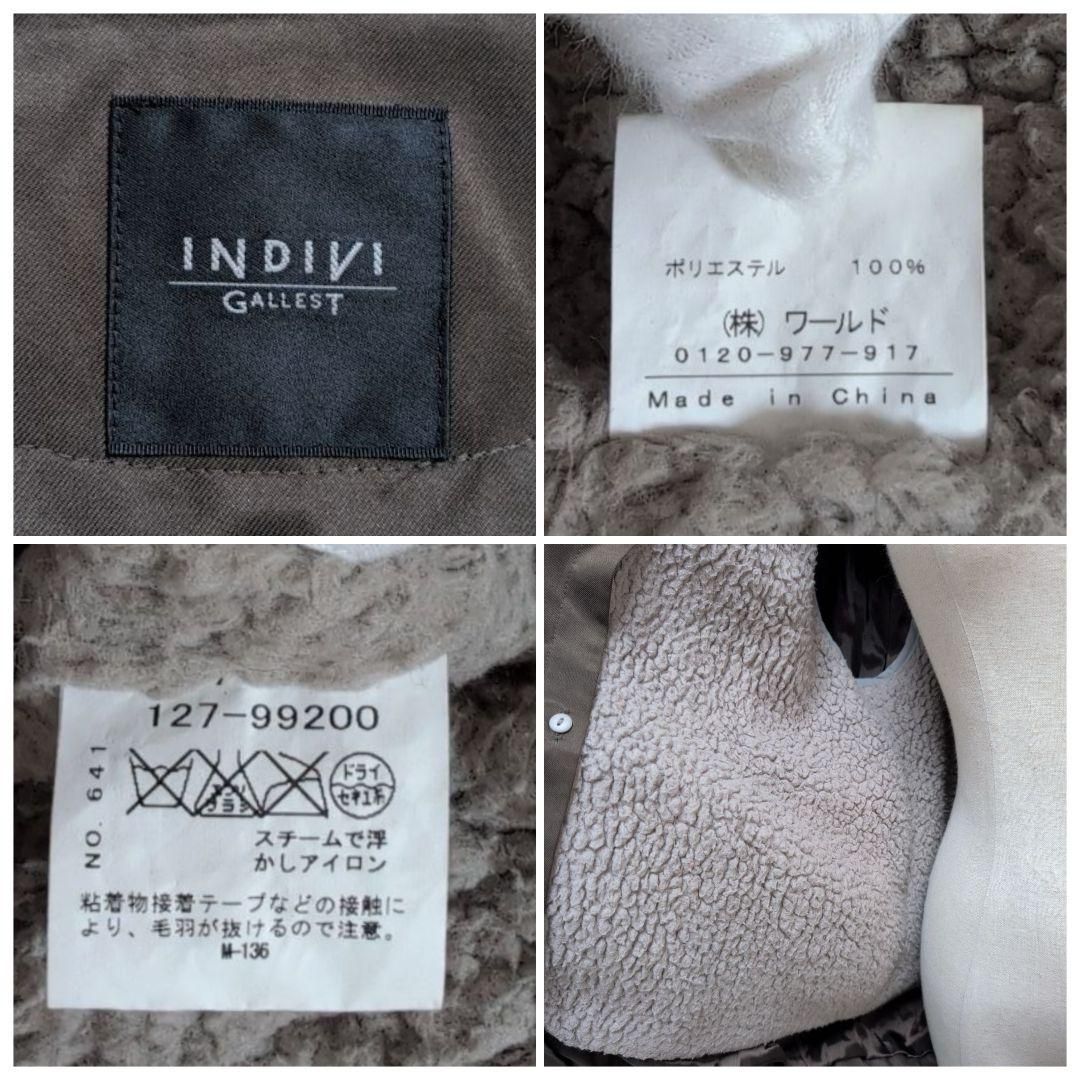 INDIVI
GALLEST
ポリエステル 100%
(株) ワールド
0120-977-917
Made in China
127-99200
NO. 641
エンソ
ドライ
セキユ系
スチームで浮
かしアイロン
粘着物接着テープなどの接触に
より、毛羽が抜けるので注意。
M-136